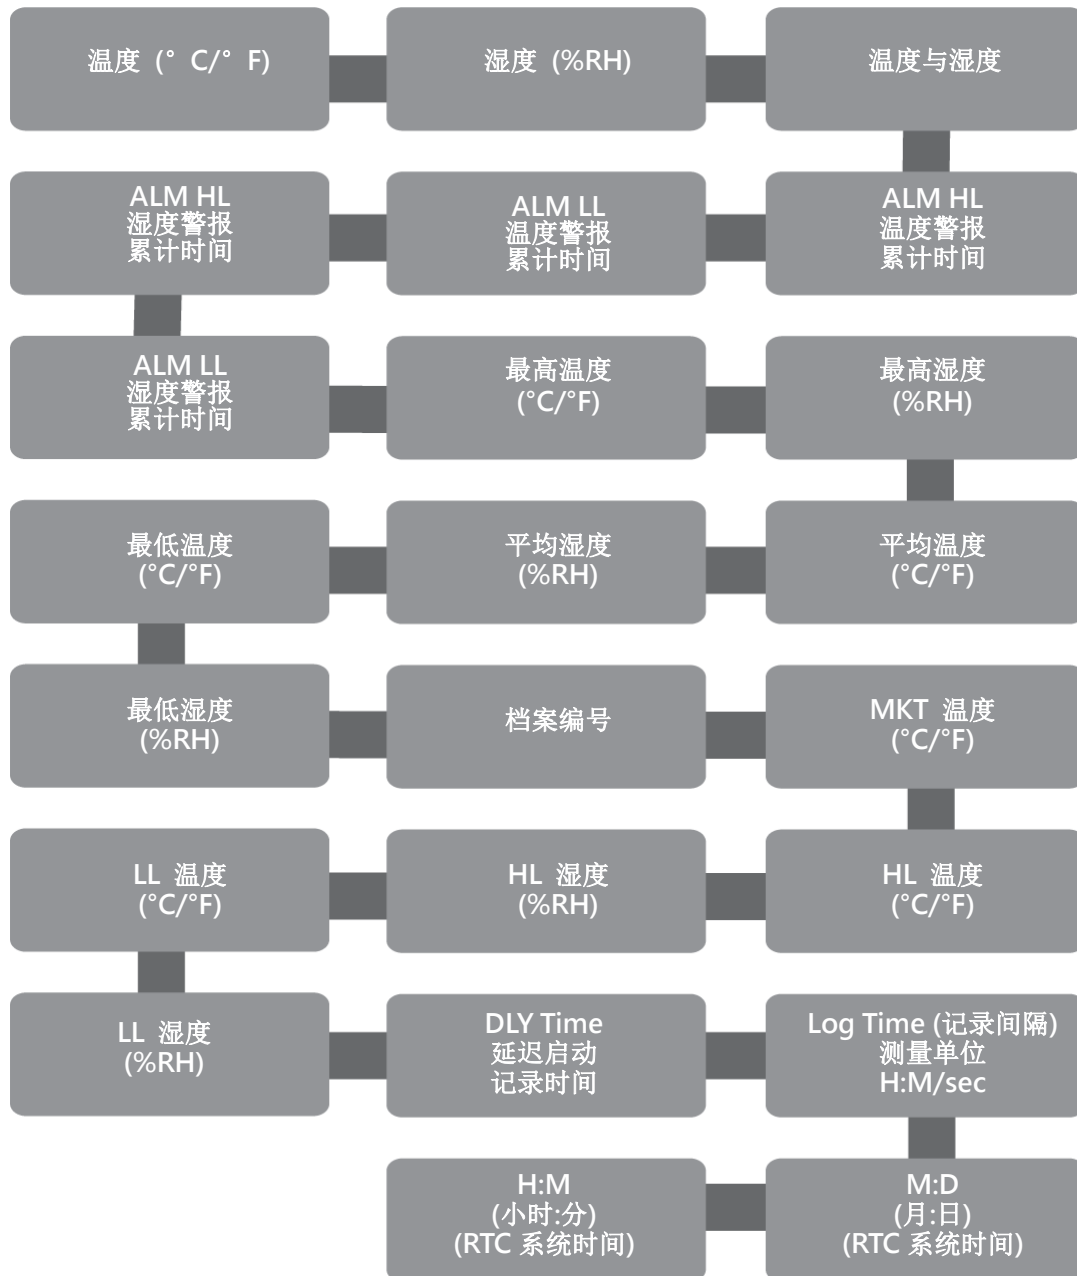 温度 (° C/° F)
湿度 (%RH)
温度与湿度
ALM HL
湿度警报
累计时间
ALM LL
温度警报
累计时间
ALM HL
温度警报
累计时间
ALM LL
湿度警报
累计时间
最高温度
(°C/°F)
最高湿度
(%RH)
最低温度
(°C/°F)
平均湿度
(%RH)
平均温度
(°C/°F)
最低湿度
(%RH)
档案编号
MKT 温度
(°C/°F)
LL 温度
(°C/°F)
HL 湿度
(%RH)
HL 温度
(°C/°F)
LL 湿度
(%RH)
DLY Time
延迟启动
记录时间
Log Time (记录间隔)
测量单位
H:M/sec
H:M
(小时:分)
(RTC 系统时间)
M:D
(月:日)
(RTC 系统时间)